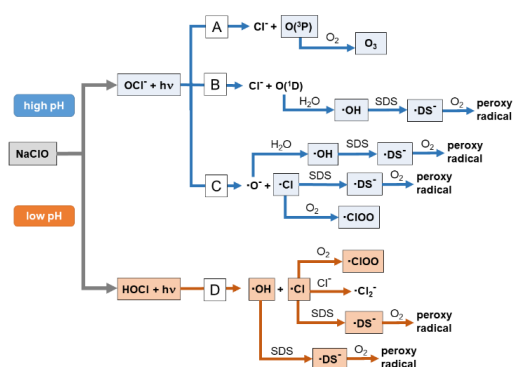 A
Cl⁻ + O(³P)
O₂
O₃
OCl⁻ + hν
B
Cl⁻ + O(¹D)
high pH
H₂O
·OH
SDS
·DS⁻
O₂
peroxy
radical
NaClO
H₂O
·OH
SDS
·DS⁻
O₂
peroxy
radical
C
·O⁻ + ·Cl
SDS
·DS⁻
O₂
peroxy
radical
O₂
·ClOO
low pH
O₂
·ClOO
HOCl + hν
D
·OH + ·Cl
Cl⁻
·Cl₂⁻
SDS
·DS⁻
O₂
peroxy
radical
SDS
·DS⁻
O₂
peroxy
radical